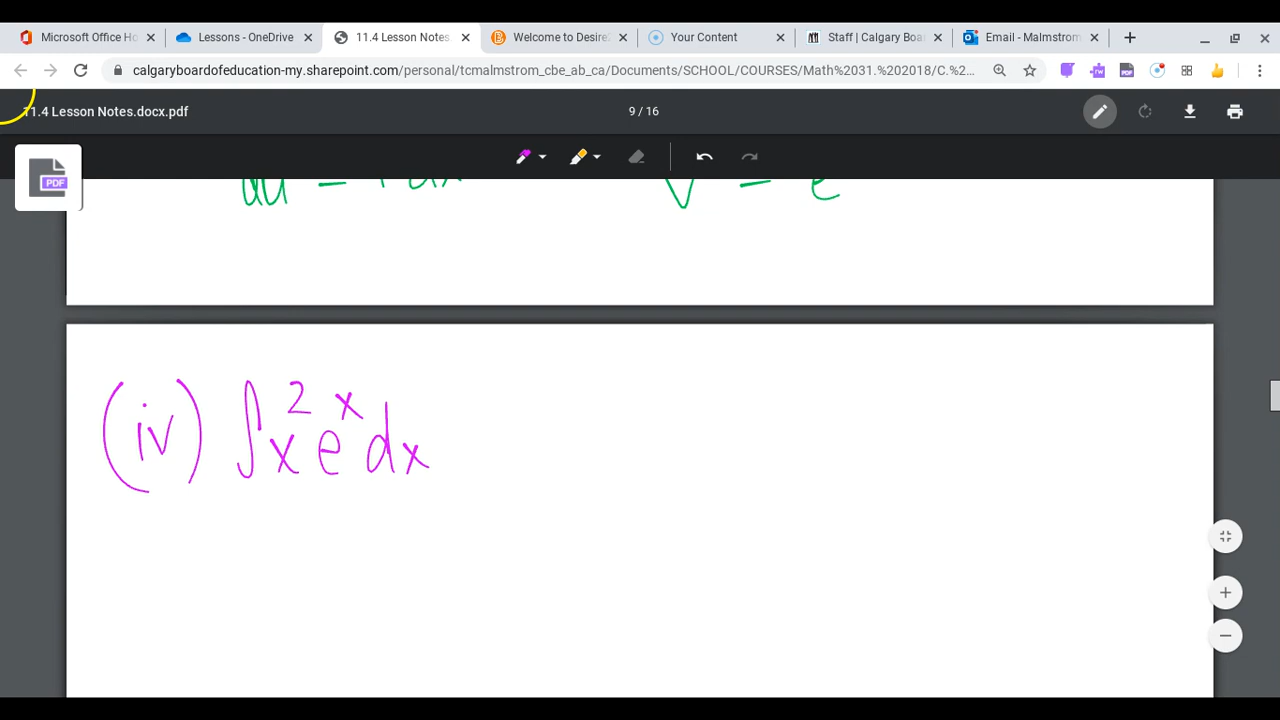 Microsoft Office Ho
Lessons - OneDrive
11.4 Lesson Notes.
Welcome to Desire2
Your Content
Staff | Calgary Boa
Email - Malmstrom
calgaryboardofeducation-my.sharepoint.com/personal/tcmalmstrom_cbe_ab_ca/Documents/SCHOOL/COURSES/Math%2031.%202018/C.%2...
11.4 Lesson Notes.docx.pdf
9 / 16
PDF
(iv) ∫x²eˣdx